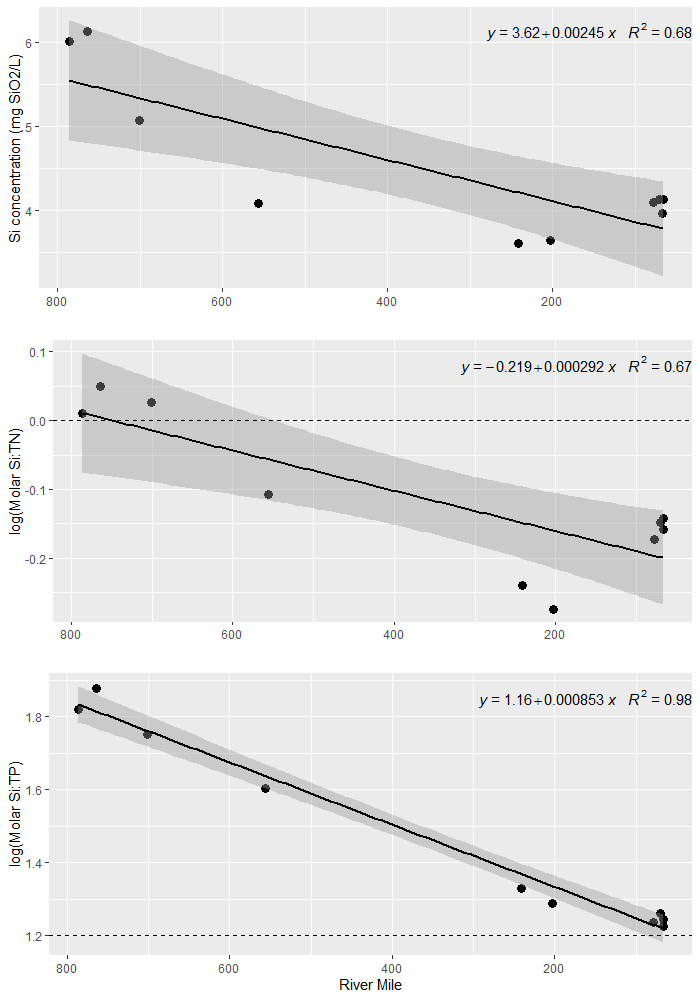 y = 3.62+0.00245 x R² = 0.68
Si concentration (mg SiO2/L)
6
5
4
800 600 400 200
y = −0.219+0.000292 x R² = 0.67
log(Molar Si:TN)
0.1
0.0
-0.1
-0.2
800 600 400 200
y = 1.16+0.000853 x R² = 0.98
log(Molar Si:TP)
1.8
1.6
1.4
1.2
800 600 400 200
River Mile